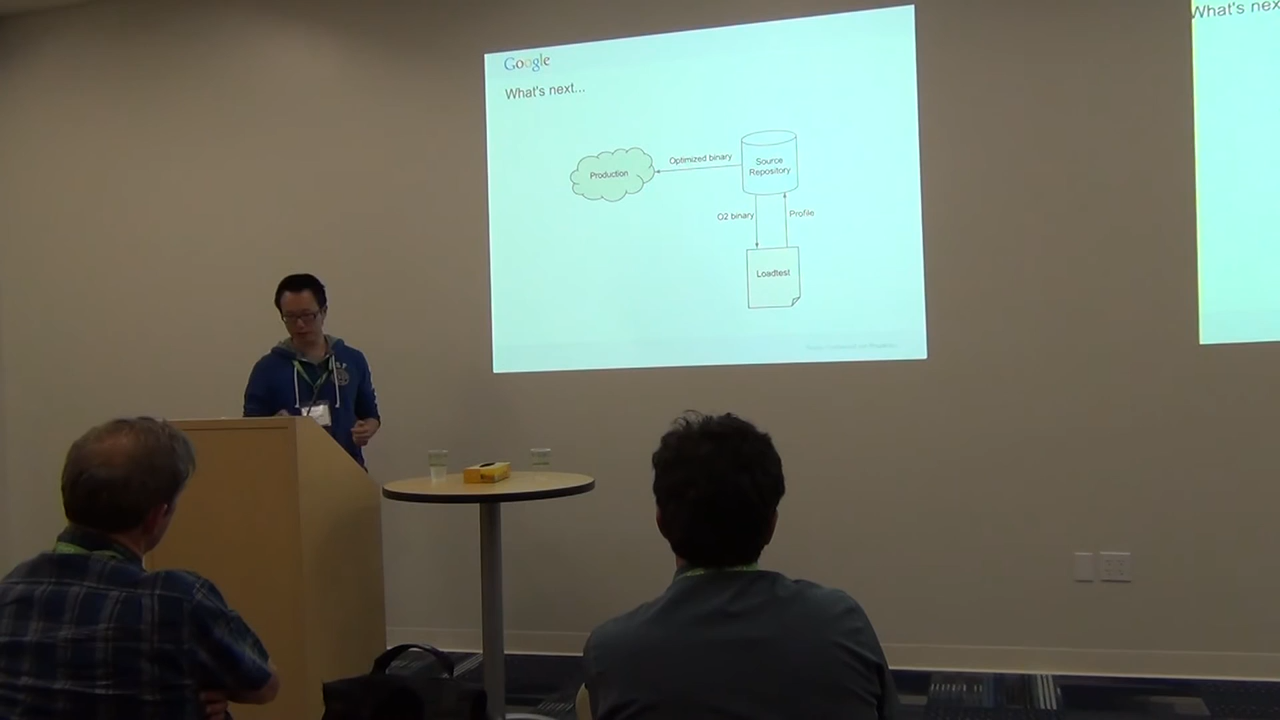 Google
What's next...
Production
Optimized binary
Source
Repository
O2 binary
Profile
Loadtest
What's nex